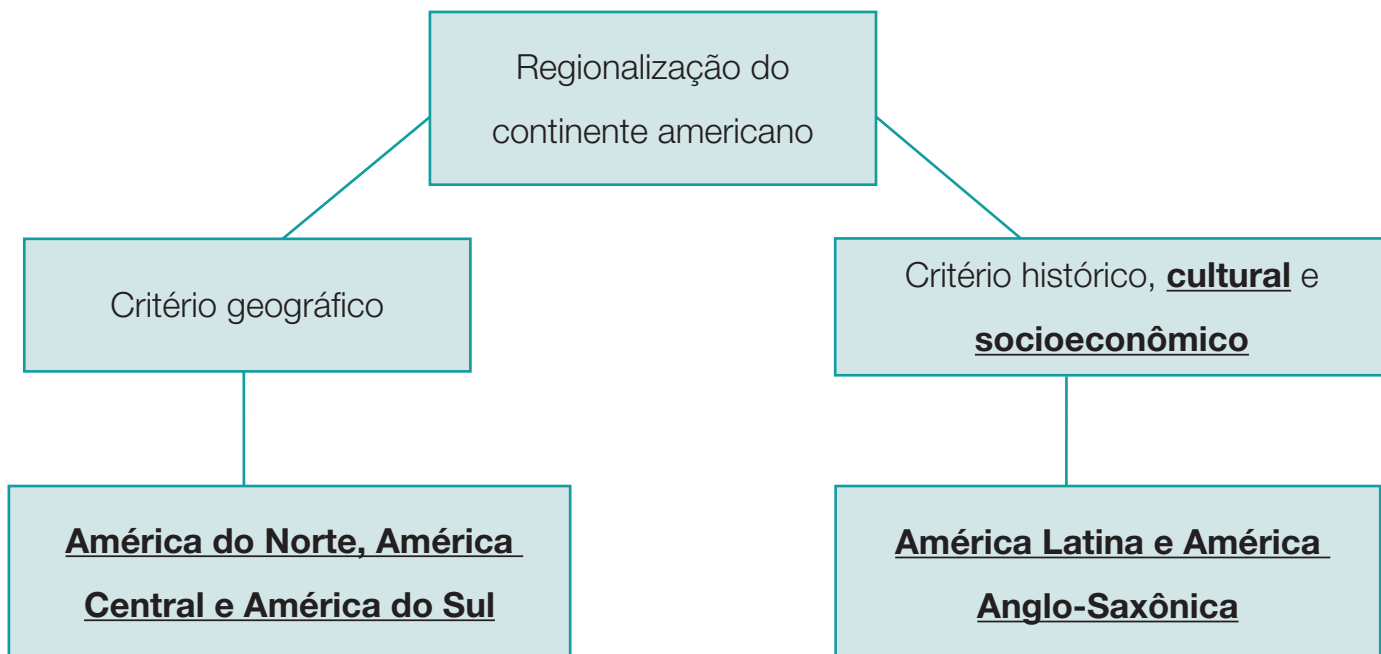 Regionalização do
continente americano
Critério geográfico
Critério histórico, cultural e
socioeconômico
América do Norte, América
Central e América do Sul
América Latina e América
Anglo-Saxônica